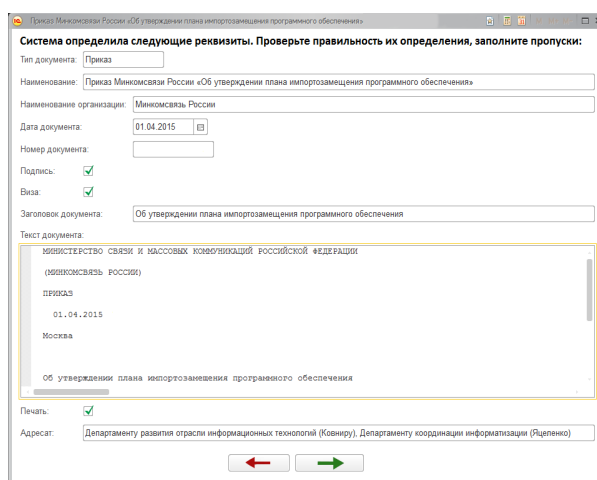 Приказ Минкомсвязи России «Об утверждении плана импортозамещения программного обеспечения»
Система определила следующие реквизиты. Проверьте правильность их определения, заполните пропуски:
Тип документа: Приказ
Наименование: Приказ Минкомсвязи России «Об утверждении плана импортозамещения программного обеспечения»
Наименование организации: Минкомсвязь России
Дата документа: 01.04.2015
Номер документа:
Подпись:
Виза:
Заголовок документа: Об утверждении плана импортозамещения программного обеспечения
Текст документа:
МИНИСТЕРСТВО СВЯЗИ И МАССОВЫХ КОММУНИКАЦИЙ РОССИЙСКОЙ ФЕДЕРАЦИИ
(МИНКОМСВЯЗЬ РОССИИ)
ПРИКАЗ
01.04.2015
Москва
Об утверждении плана импортозамещения программного обеспечения
Печать:
Адресат: Департаменту развития отрасли информационных технологий (Ковниру), Департаменту координации информатизации (Яцеленко)